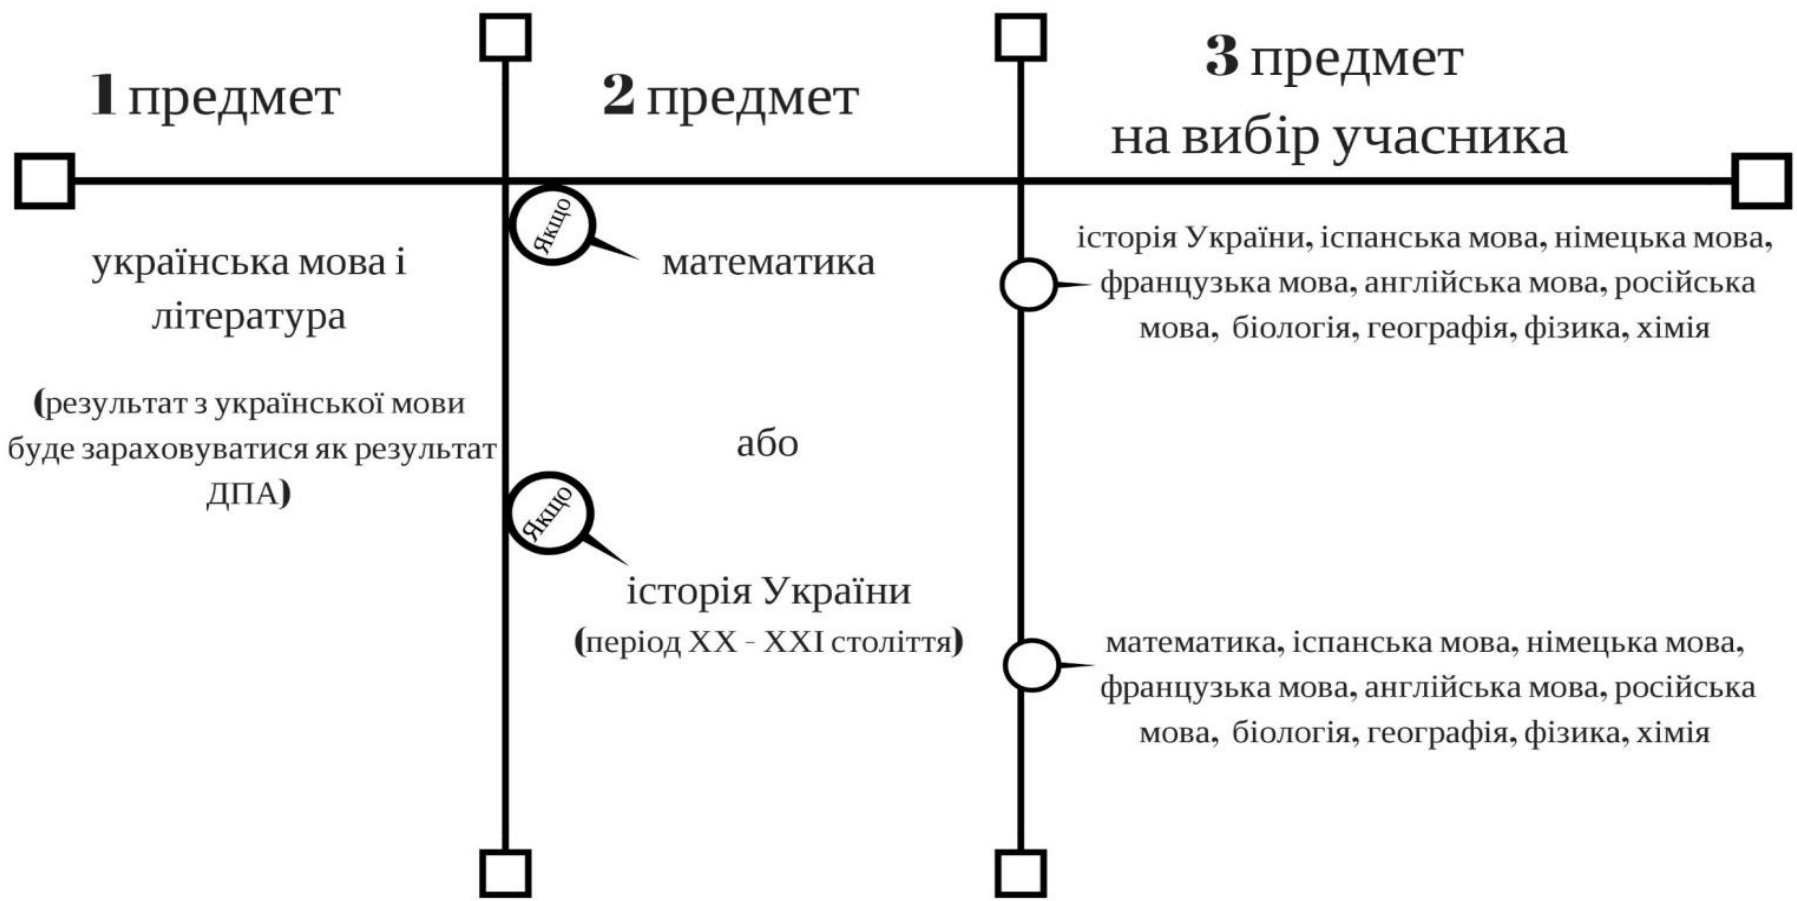 1 предмет
українська мова і
література
(результат з української мови
буде зараховуватися як результат
ДПА)
2 предмет
Якщо
математика
або
Якщо
історія України
(період XX - XXI століття)
3 предмет
на вибір учасника
історія України, іспанська мова, німецька мова,
французька мова, англійська мова, російська
мова, біологія, географія, фізика, хімія
математика, іспанська мова, німецька мова,
французька мова, англійська мова, російська
мова, біологія, географія, фізика, хімія